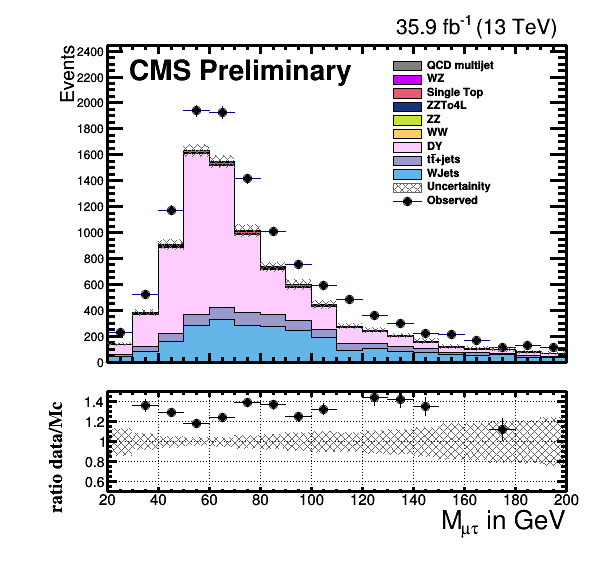 35.9 fb⁻¹ (13 TeV)
Events
CMS Preliminary
2400
2200
2000
1800
1600
1400
1200
1000
800
600
400
200
0
QCD multijet
WZ
Single Top
ZZTo4L
ZZ
WW
DY
tt̄+jets
WJets
Uncertainity
Observed
ratio data/Mc
1.4
1.2
1
0.8
0.6
20 40 60 80 100 120 140 160 180 200
M_μτ in GeV